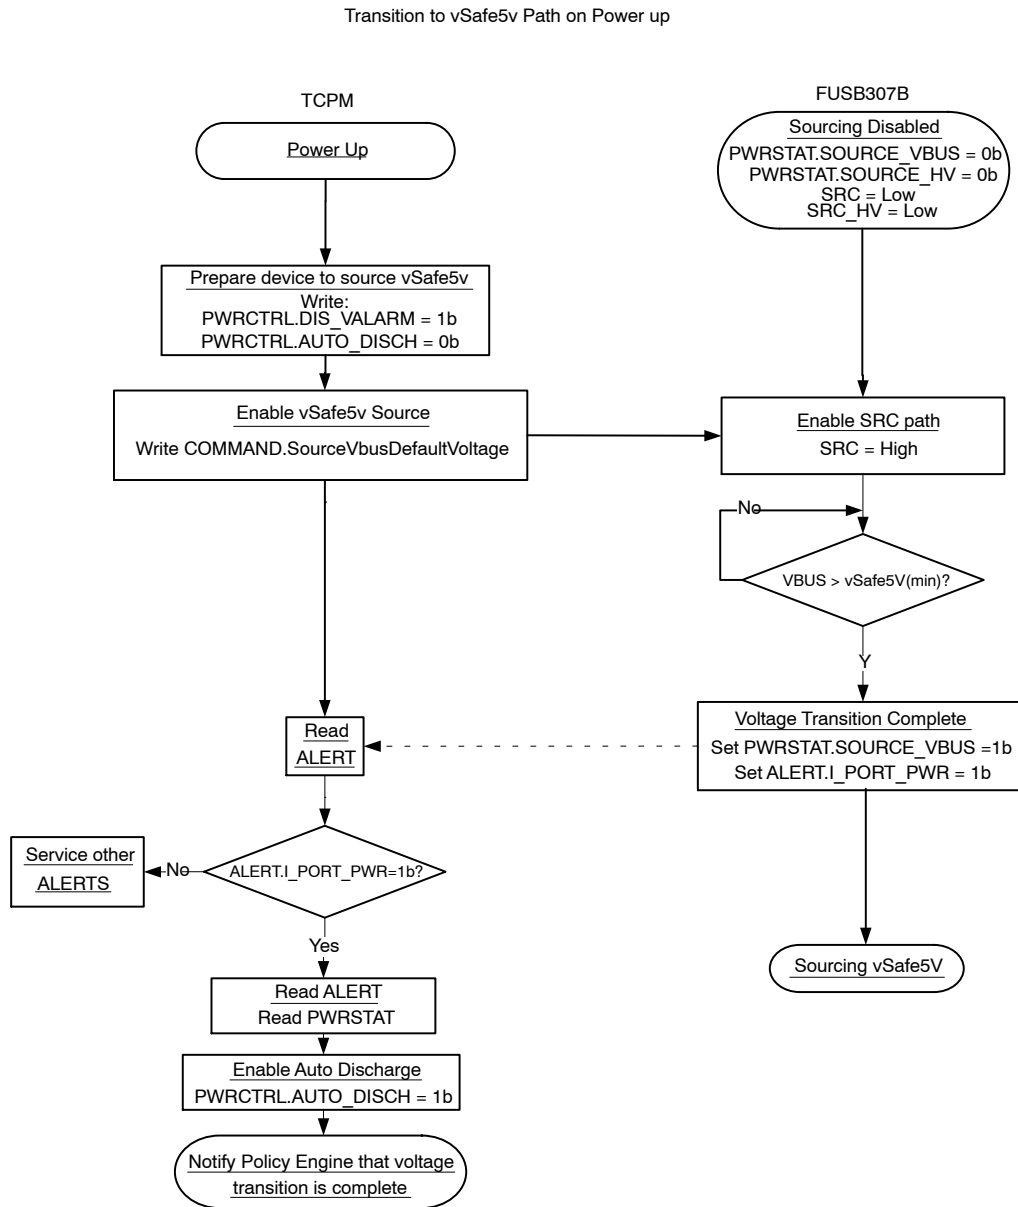 Transition to vSafe5v Path on Power up
TCPM
Power Up
Prepare device to source vSafe5v
Write:
PWRCTRL.DIS_VALARM = 1b
PWRCTRL.AUTO_DISCH = 0b
Enable vSafe5v Source
Write COMMAND.SourceVbusDefaultVoltage
Read
ALERT
ALERT.I_PORT_PWR=1b?
No
Service other
ALERTS
Yes
Read ALERT
Read PWRSTAT
Enable Auto Discharge
PWRCTRL.AUTO_DISCH = 1b
Notify Policy Engine that voltage
transition is complete
FUSB307B
Sourcing Disabled
PWRSTAT.SOURCE_VBUS = 0b
PWRSTAT.SOURCE_HV = 0b
SRC = Low
SRC_HV = Low
Enable SRC path
SRC = High
No
VBUS > vSafe5V(min)?
Y
Voltage Transition Complete
Set PWRSTAT.SOURCE_VBUS =1b
Set ALERT.I_PORT_PWR = 1b
Sourcing vSafe5V